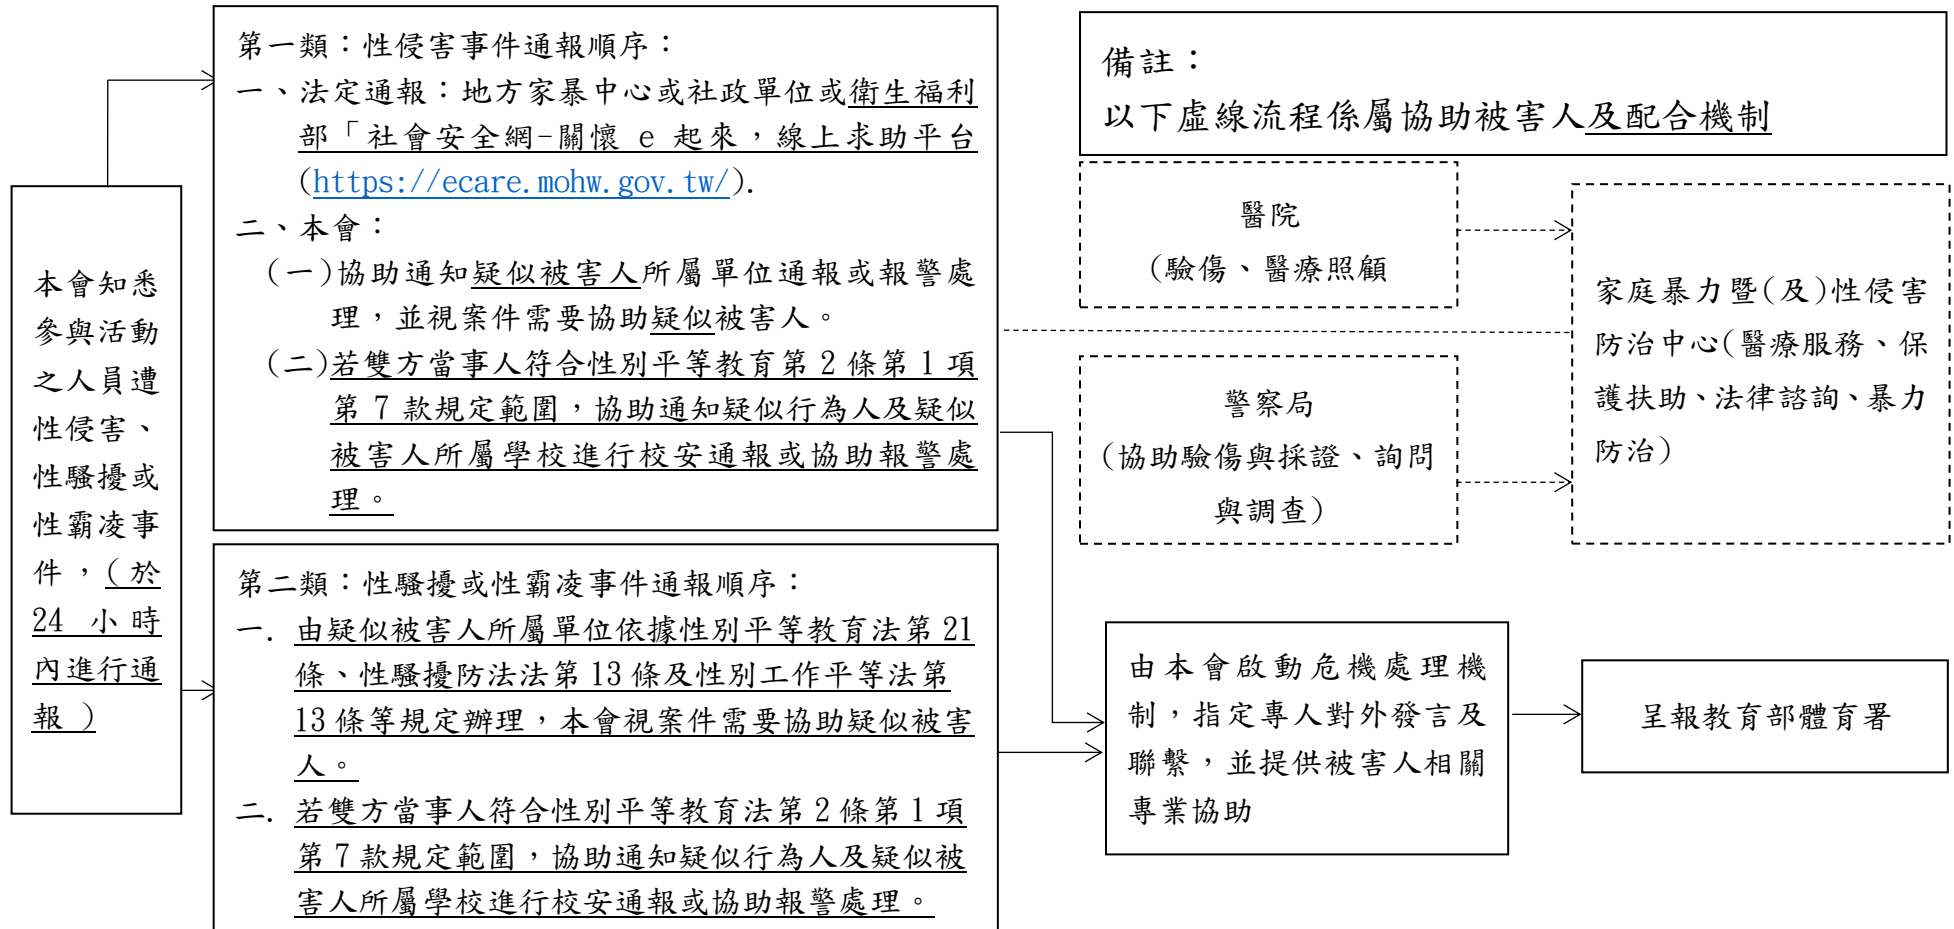 本會知悉
參與活動
之人員遭
性侵害、
性騷擾或
性霸凌事
件，(於
24 小時
內進行通
報 )
第一類：性侵害事件通報順序：
一、法定通報：地方家暴中心或社政單位或衛生福利
部「社會安全網-關懷 e 起來，線上求助平台
(https://ecare.mohw.gov.tw/).
二、本會：
(一)協助通知疑似被害人所屬單位通報或報警處
理，並視案件需要協助疑似被害人。
(二)若雙方當事人符合性別平等教育第 2 條第 1 項
第 7 款規定範圍，協助通知疑似行為人及疑似
被害人所屬學校進行校安通報或協助報警處
理。
第二類：性騷擾或性霸凌事件通報順序：
一. 由疑似被害人所屬單位依據性別平等教育法第 21
條、性騷擾防法法第 13 條及性別工作平等法第
13 條等規定辦理，本會視案件需要協助疑似被害
人。
二. 若雙方當事人符合性別平等教育法第 2 條第 1 項
第 7 款規定範圍，協助通知疑似行為人及疑似被
害人所屬學校進行校安通報或協助報警處理。
備註：
以下虛線流程係屬協助被害人及配合機制
醫院
(驗傷、醫療照顧
警察局
(協助驗傷與採證、詢問
與調查)
家庭暴力暨(及)性侵害
防治中心(醫療服務、保
護扶助、法律諮詢、暴力
防治)
由本會啟動危機處理機
制，指定專人對外發言及
聯繫，並提供被害人相關
專業協助
呈報教育部體育署